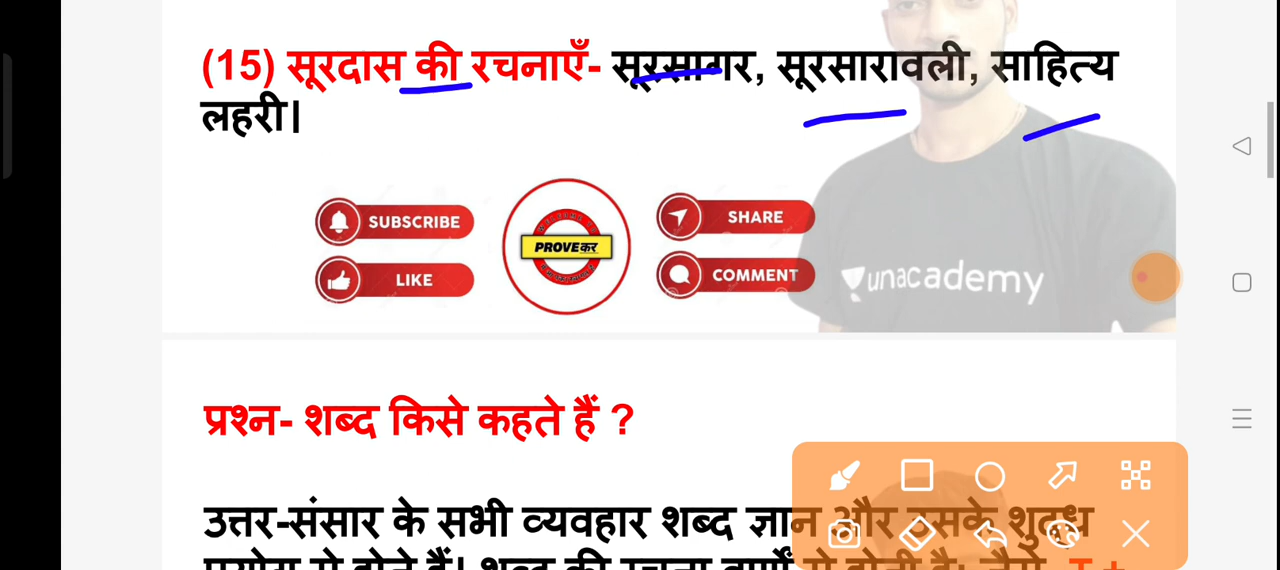 (15) सूरदास की रचनाएँ- सूरसागर, सूरसारावली, साहित्य
लहरी।
SUBSCRIBE
SHARE
PROVEकर
LIKE
COMMENT
unacademy
प्रश्न- शब्द किसे कहते हैं ?
उत्तर-संसार के सभी व्यवहार शब्द ज्ञान और उसके शुद्ध